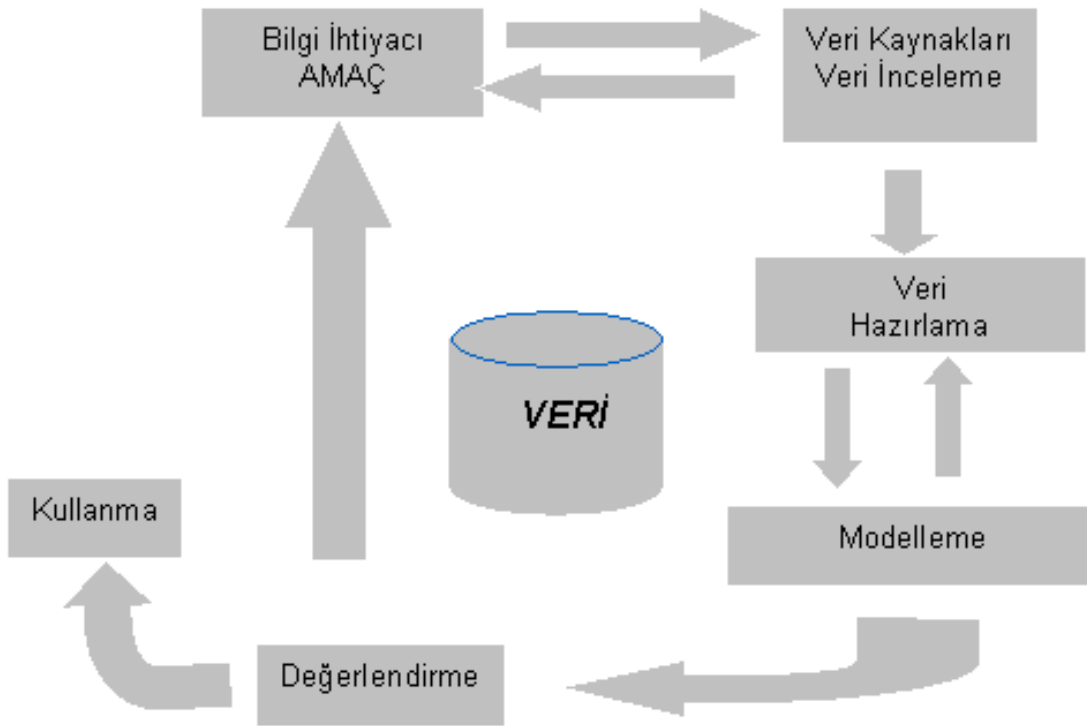 Bilgi İhtiyacı
AMAÇ
Veri Kaynakları
Veri İnceleme
Veri
Hazırlama
VERİ
Modelleme
Değerlendirme
Kullanma